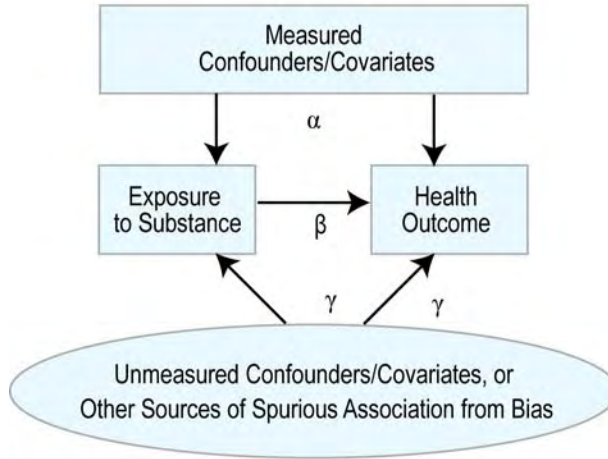 Measured
Confounders/Covariates
α
Exposure
to Substance
β
Health
Outcome
γ
γ
Unmeasured Confounders/Covariates, or
Other Sources of Spurious Association from Bias